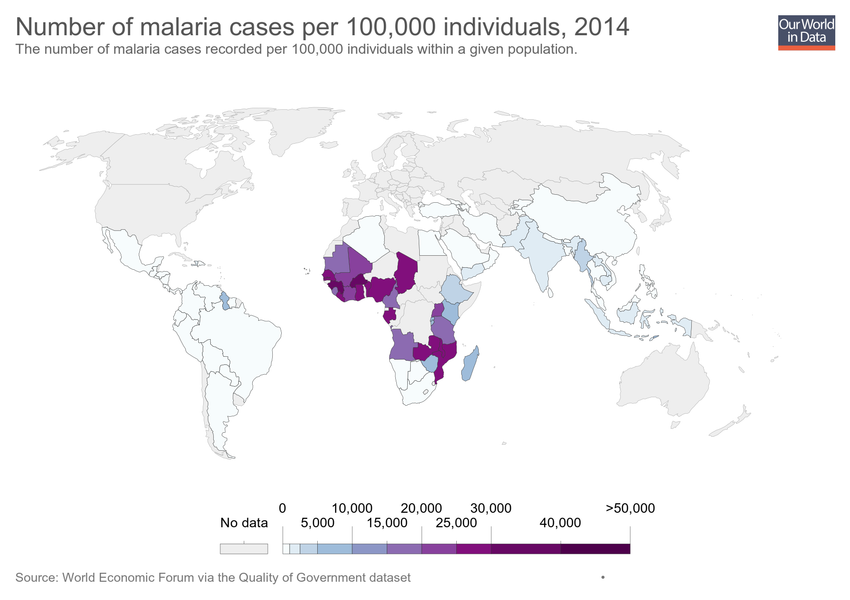 Number of malaria cases per 100,000 individuals, 2014
The number of malaria cases recorded per 100,000 individuals within a given population.
Our World
in Data
0 10,000 20,000 30,000 >50,000
No data 5,000 15,000 25,000 40,000
Source: World Economic Forum via the Quality of Government dataset •